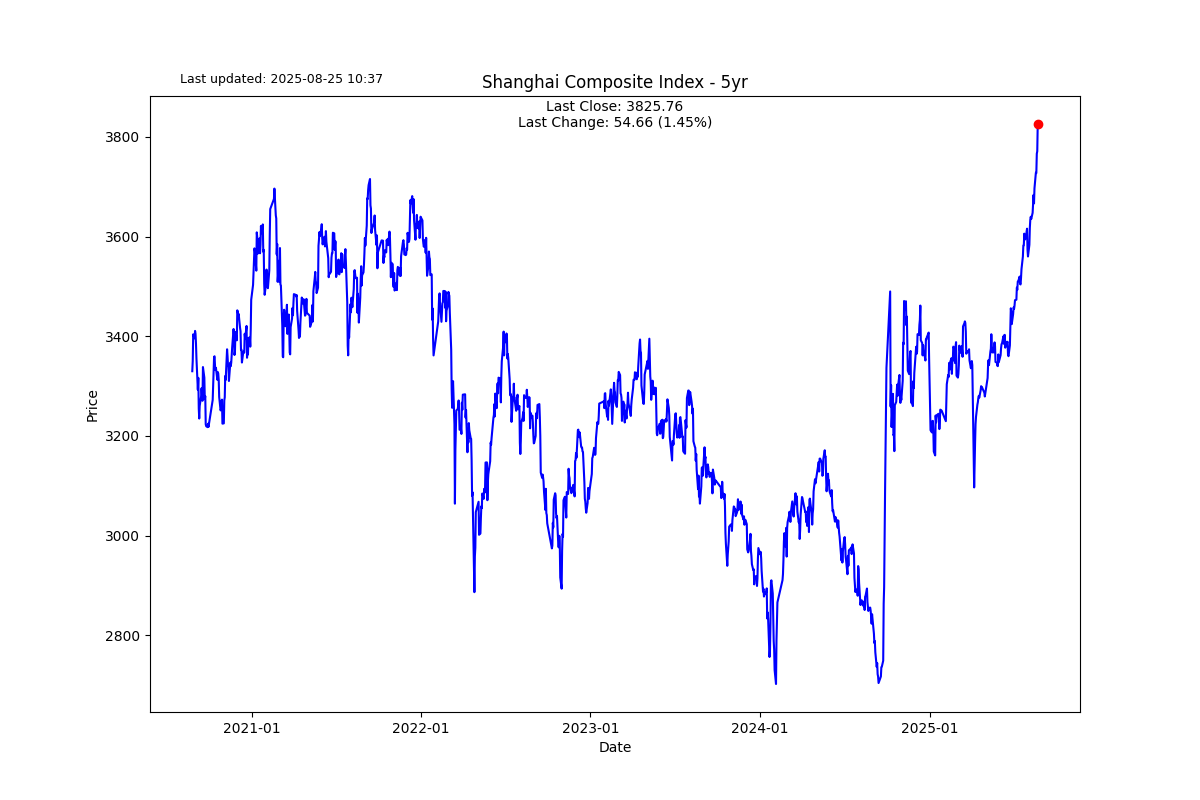 Last updated: 2025-08-25 10:37
Shanghai Composite Index - 5yr
Last Close: 3825.76
Last Change: 54.66 (1.45%)
3800
3600
3400
3200
3000
2800
Price
2021-01
2022-01
2023-01
2024-01
2025-01
Date